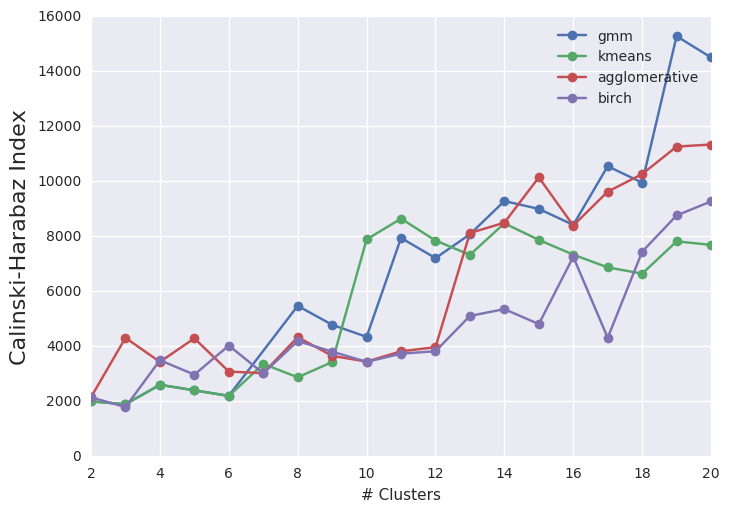 16000
14000
12000
10000
8000
6000
4000
2000
0
Calinski-Harabaz Index
gmm
kmeans
agglomerative
birch
2 4 6 8 10 12 14 16 18 20
# Clusters